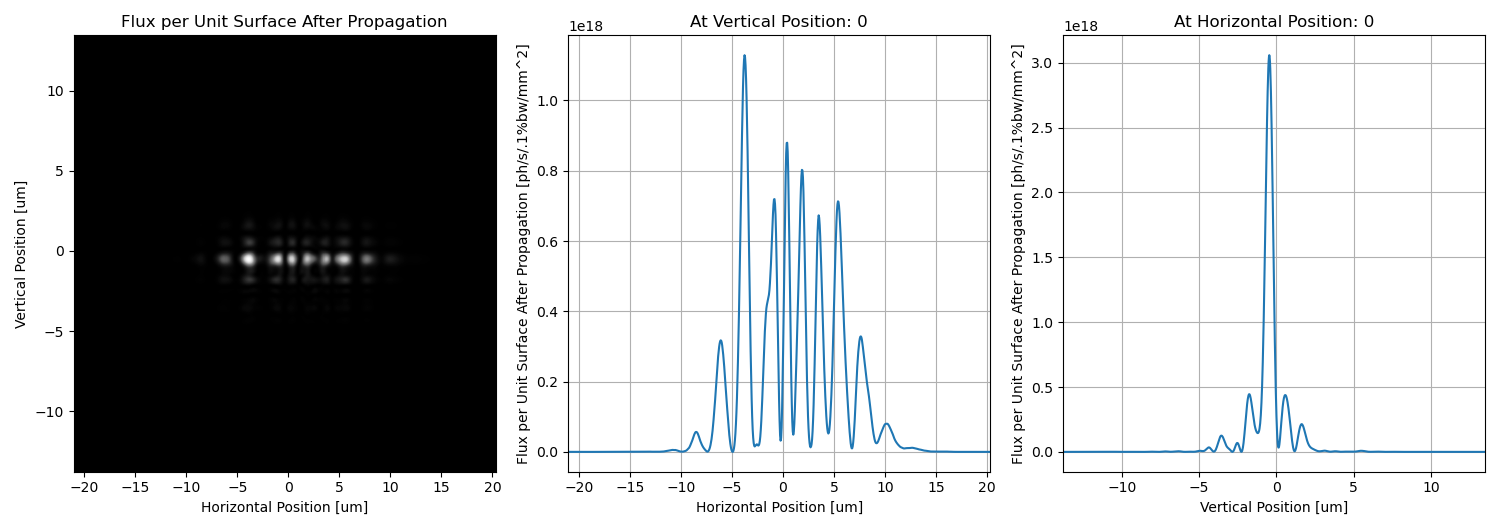 Flux per Unit Surface After Propagation
Vertical Position [um]
10
5
0
−5
−10
−20 −15 −10 −5 0 5 10 15 20
Horizontal Position [um]
At Vertical Position: 0
1e18
Flux per Unit Surface After Propagation [ph/s/.1%bw/mm^2]
1.0
0.8
0.6
0.4
0.2
0.0
−20 −15 −10 −5 0 5 10 15 20
Horizontal Position [um]
At Horizontal Position: 0
1e18
Flux per Unit Surface After Propagation [ph/s/.1%bw/mm^2]
3.0
2.5
2.0
1.5
1.0
0.5
0.0
−10 −5 0 5 10
Vertical Position [um]